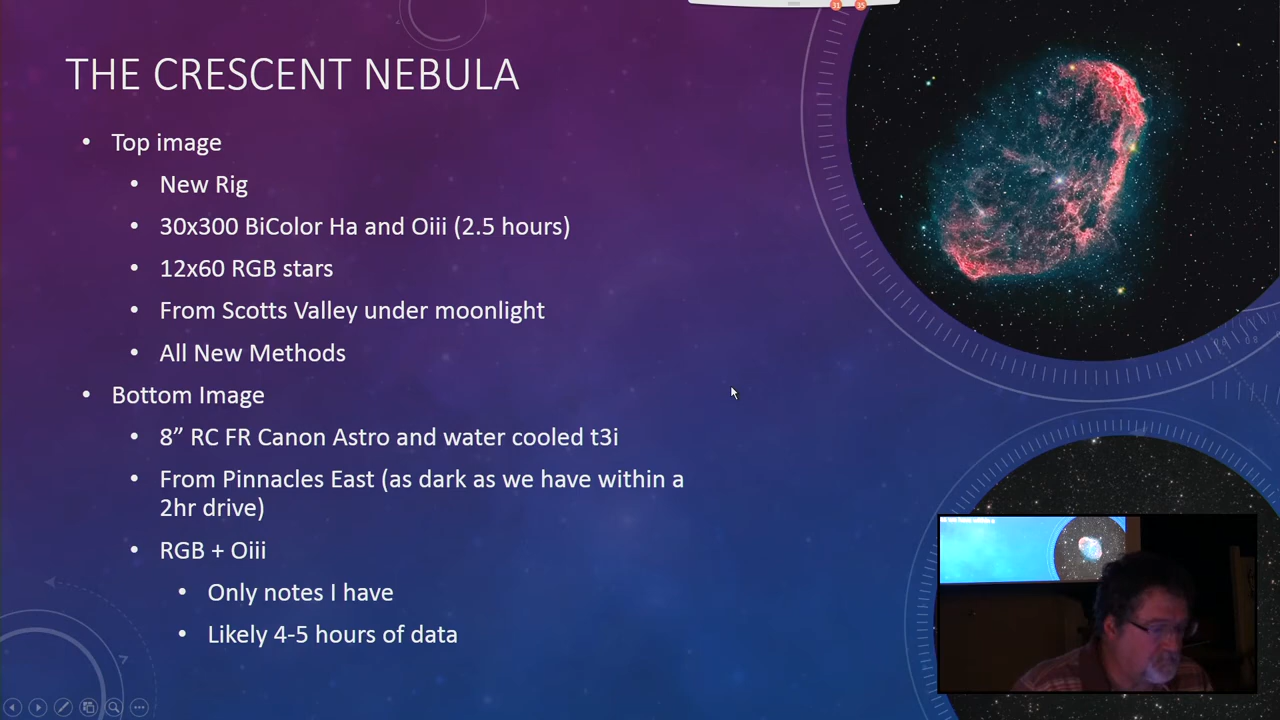 31 35
THE CRESCENT NEBULA
• Top image
• New Rig
• 30x300 BiColor Ha and Oiii (2.5 hours)
• 12x60 RGB stars
• From Scotts Valley under moonlight
• All New Methods
• Bottom Image
• 8” RC FR Canon Astro and water cooled t3i
• From Pinnacles East (as dark as we have within a
2hr drive)
• RGB + Oiii
• Only notes I have
• Likely 4-5 hours of data